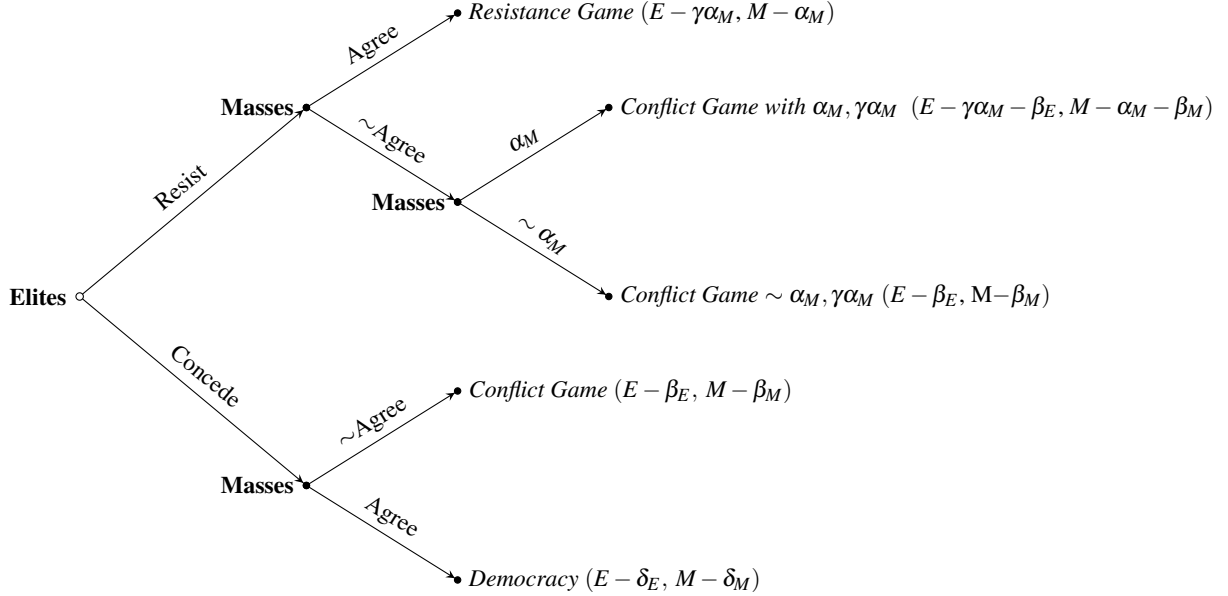 Resistance Game (E − γα_M, M − α_M)
Agree
Masses
Conflict Game with α_M, γα_M (E − γα_M − β_E, M − α_M − β_M)
~Agree
α_M
Resist
Masses
~ α_M
Elites
Conflict Game ~ α_M, γα_M (E − β_E, M−β_M)
Concede
Conflict Game (E − β_E, M − β_M)
~Agree
Masses
Agree
Democracy (E − δ_E, M − δ_M)